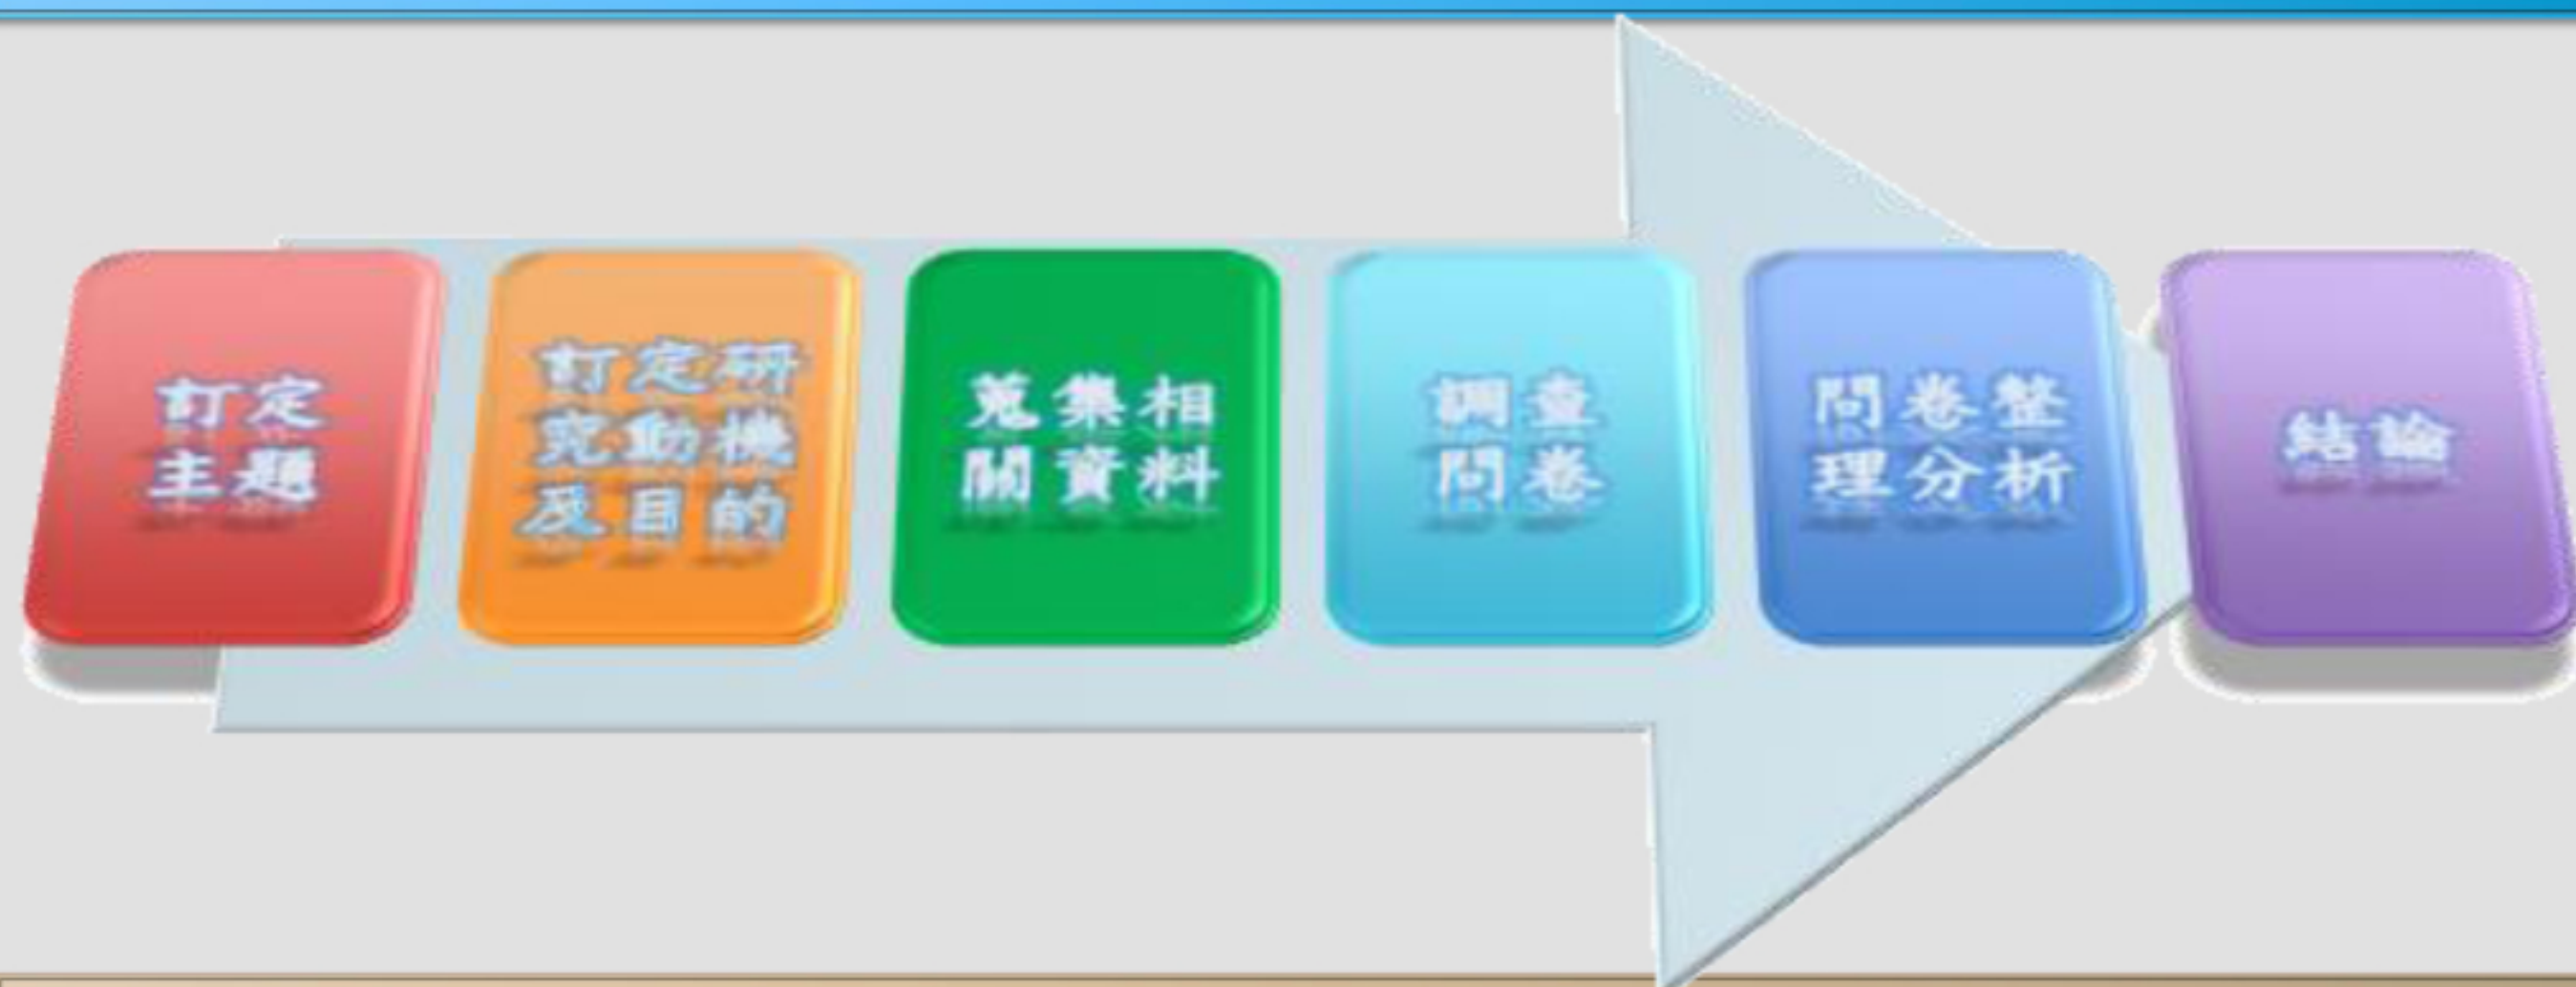 訂定
主題
訂定研
究動機
及目的
蒐集相
關資料
調查
問卷
問卷整
理分析
結論